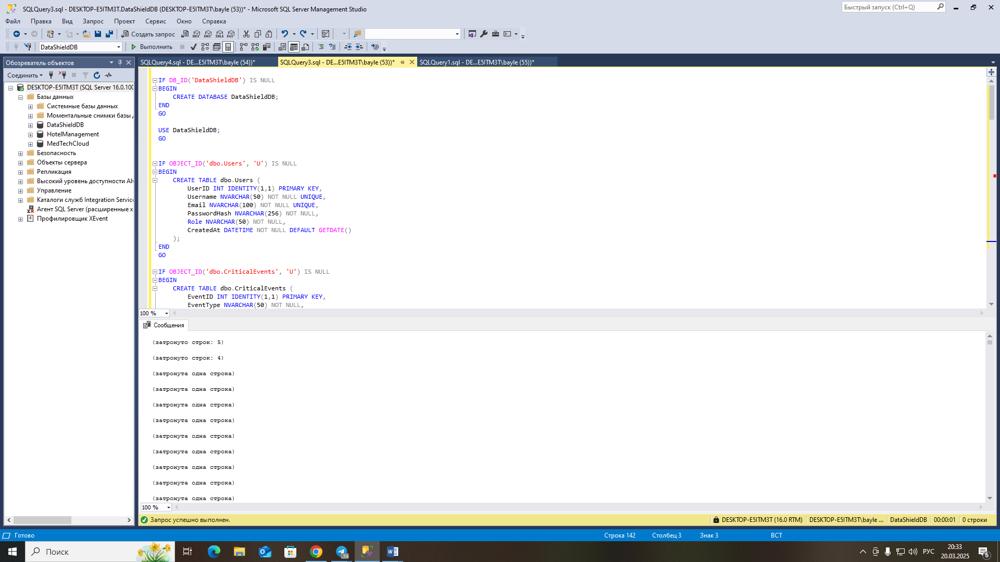 SQLQuery3.sql - DESKTOP-E5ITM3T.DataShieldDB (DESKTOP-E5ITM3T\bayle (53))* - Microsoft SQL Server Management Studio
Быстрый запуск (Ctrl+Q)
Файл Правка Вид Запрос Проект Сервис Окно Справка
Создать запрос MDX DMX XMLA DAX
DataShieldDB Выполнить
Обозреватель объектов
Соединить
DESKTOP-E5ITM3T (SQL Server 16.0.100
Базы данных
Системные базы данных
Моментальные снимки базы
DataShieldDB
HotelManagement
MedTechCloud
Безопасность
Объекты сервера
Репликация
Высокий уровень доступности Al
Управление
Каталоги служб Integration Service
Агент SQL Server (расширенные х
Профилировщик XEvent
SQLQuery4.sql - DE...E5ITM3T\bayle (54))* SQLQuery3.sql - DE...E5ITM3T\bayle (53))* SQLQuery1.sql - DE...E5ITM3T\bayle (55))*
IF DB_ID('DataShieldDB') IS NULL
BEGIN
CREATE DATABASE DataShieldDB;
END
GO
USE DataShieldDB;
GO
IF OBJECT_ID('dbo.Users', 'U') IS NULL
BEGIN
CREATE TABLE dbo.Users (
UserID INT IDENTITY(1,1) PRIMARY KEY,
Username NVARCHAR(50) NOT NULL UNIQUE,
Email NVARCHAR(100) NOT NULL UNIQUE,
PasswordHash NVARCHAR(256) NOT NULL,
Role NVARCHAR(50) NOT NULL,
CreatedAt DATETIME NOT NULL DEFAULT GETDATE()
);
END
GO
IF OBJECT_ID('dbo.CriticalEvents', 'U') IS NULL
BEGIN
CREATE TABLE dbo.CriticalEvents (
EventID INT IDENTITY(1,1) PRIMARY KEY,
EventType NVARCHAR(50) NOT NULL,
100 %
Сообщения
(затронуто строк: 5)
(затронуто строк: 4)
(затронута одна строка)
(затронута одна строка)
(затронута одна строка)
(затронута одна строка)
(затронута одна строка)
(затронута одна строка)
(затронута одна строка)
(затронута одна строка)
(затронута одна строка)
100 %
Запрос успешно выполнен. DESKTOP-E5ITM3T (16.0 RTM) DESKTOP-E5ITM3T\bayle ... DataShieldDB 00:00:01 0 строки
Готово Строка 142 Столбец 3 Знак 3 ВСТ
Поиск
74
РУС
20:33
20.03.2025
6